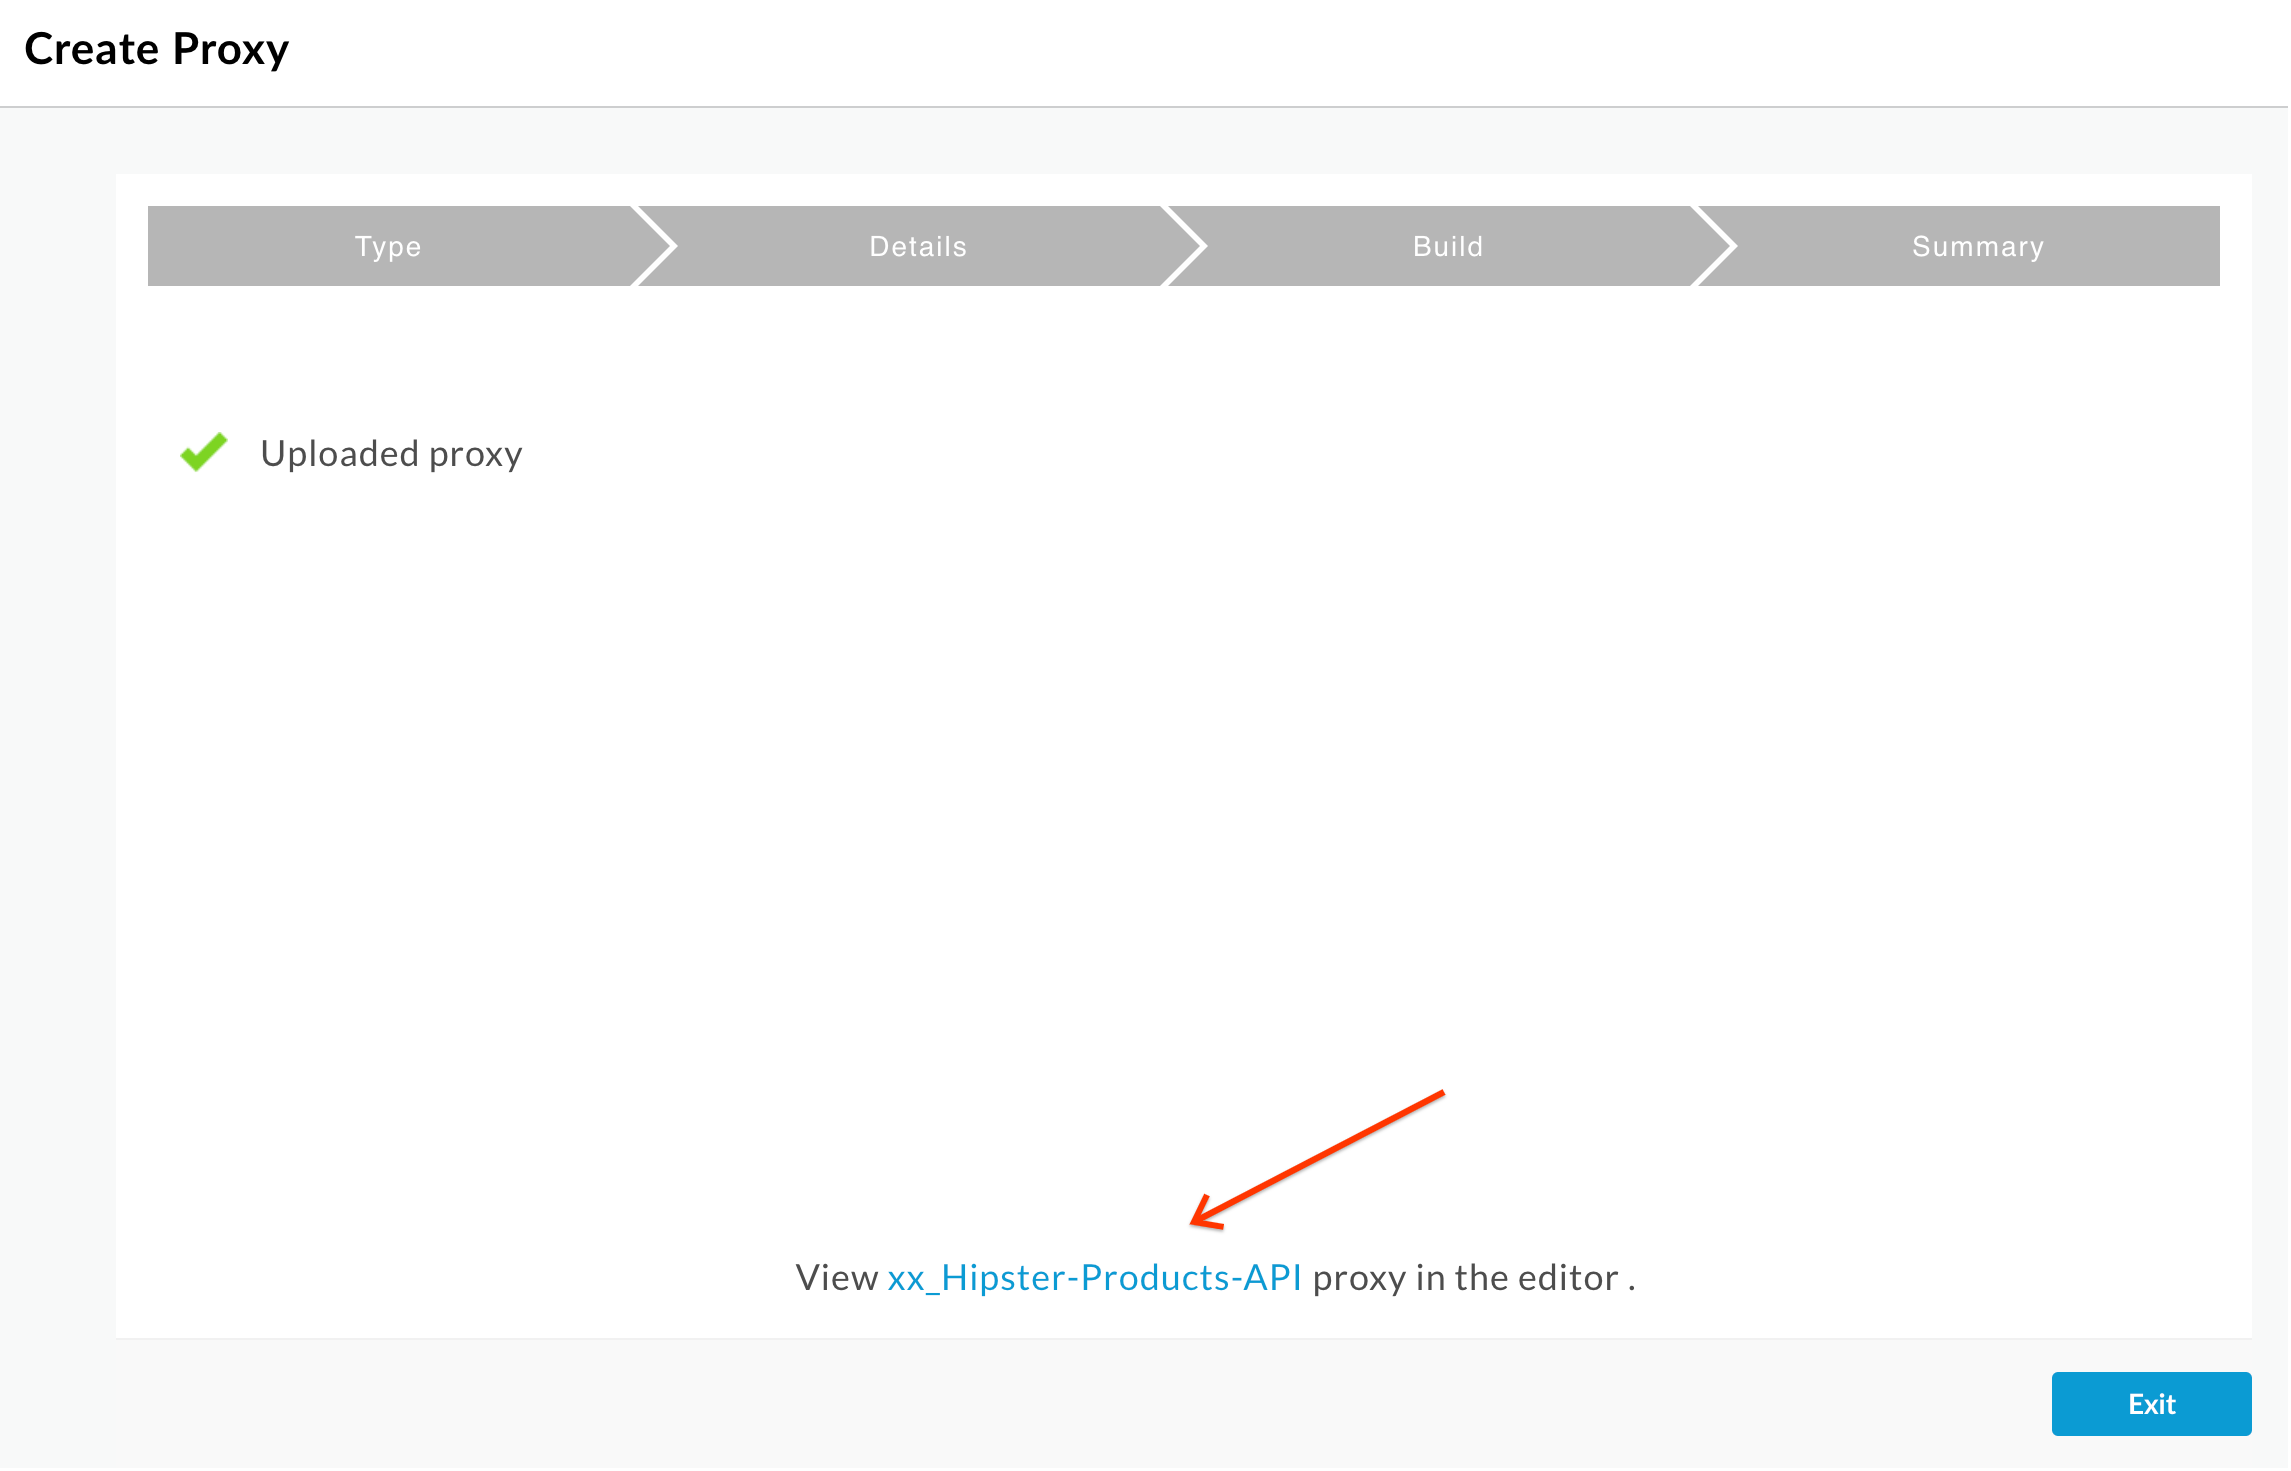 Create Proxy
Type Details Build Summary
Uploaded proxy
View xx_Hipster-Products-API proxy in the editor .
Exit